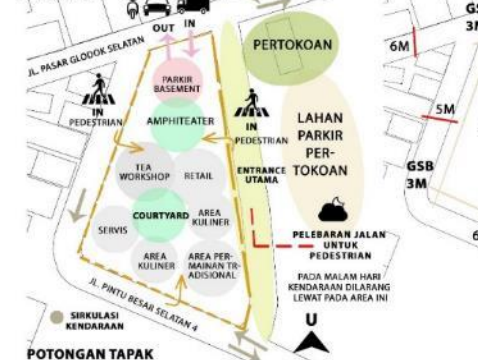 OUT IN
JL. PASAR GLODOK SELATAN
PERTOKOAN
PARKIR
BASEMENT
IN
PEDESTRIAN
AMPHITEATER
IN
PEDESTRIAN
LAHAN
PARKIR
PER-
TOKOAN
TEA
WORKSHOP
RETAIL
ENTRANCE
UTAMA
COURTYARD
AREA
KULINER
SERVIS
AREA
KULINER
AREA PER-
MAINAN TR-
ADISIONAL
PELEBARAN JALAN
UNTUK
PEDESTRIAN
PADA MALAM HARI
KENDARAAN DILARANG
LEWAT PADA AREA INI
U
JL. PINTU BESAR SELATAN 4
SIRKULASI
KENDARAAN
POTONGAN TAPAK
6M
5M
GSB
3M